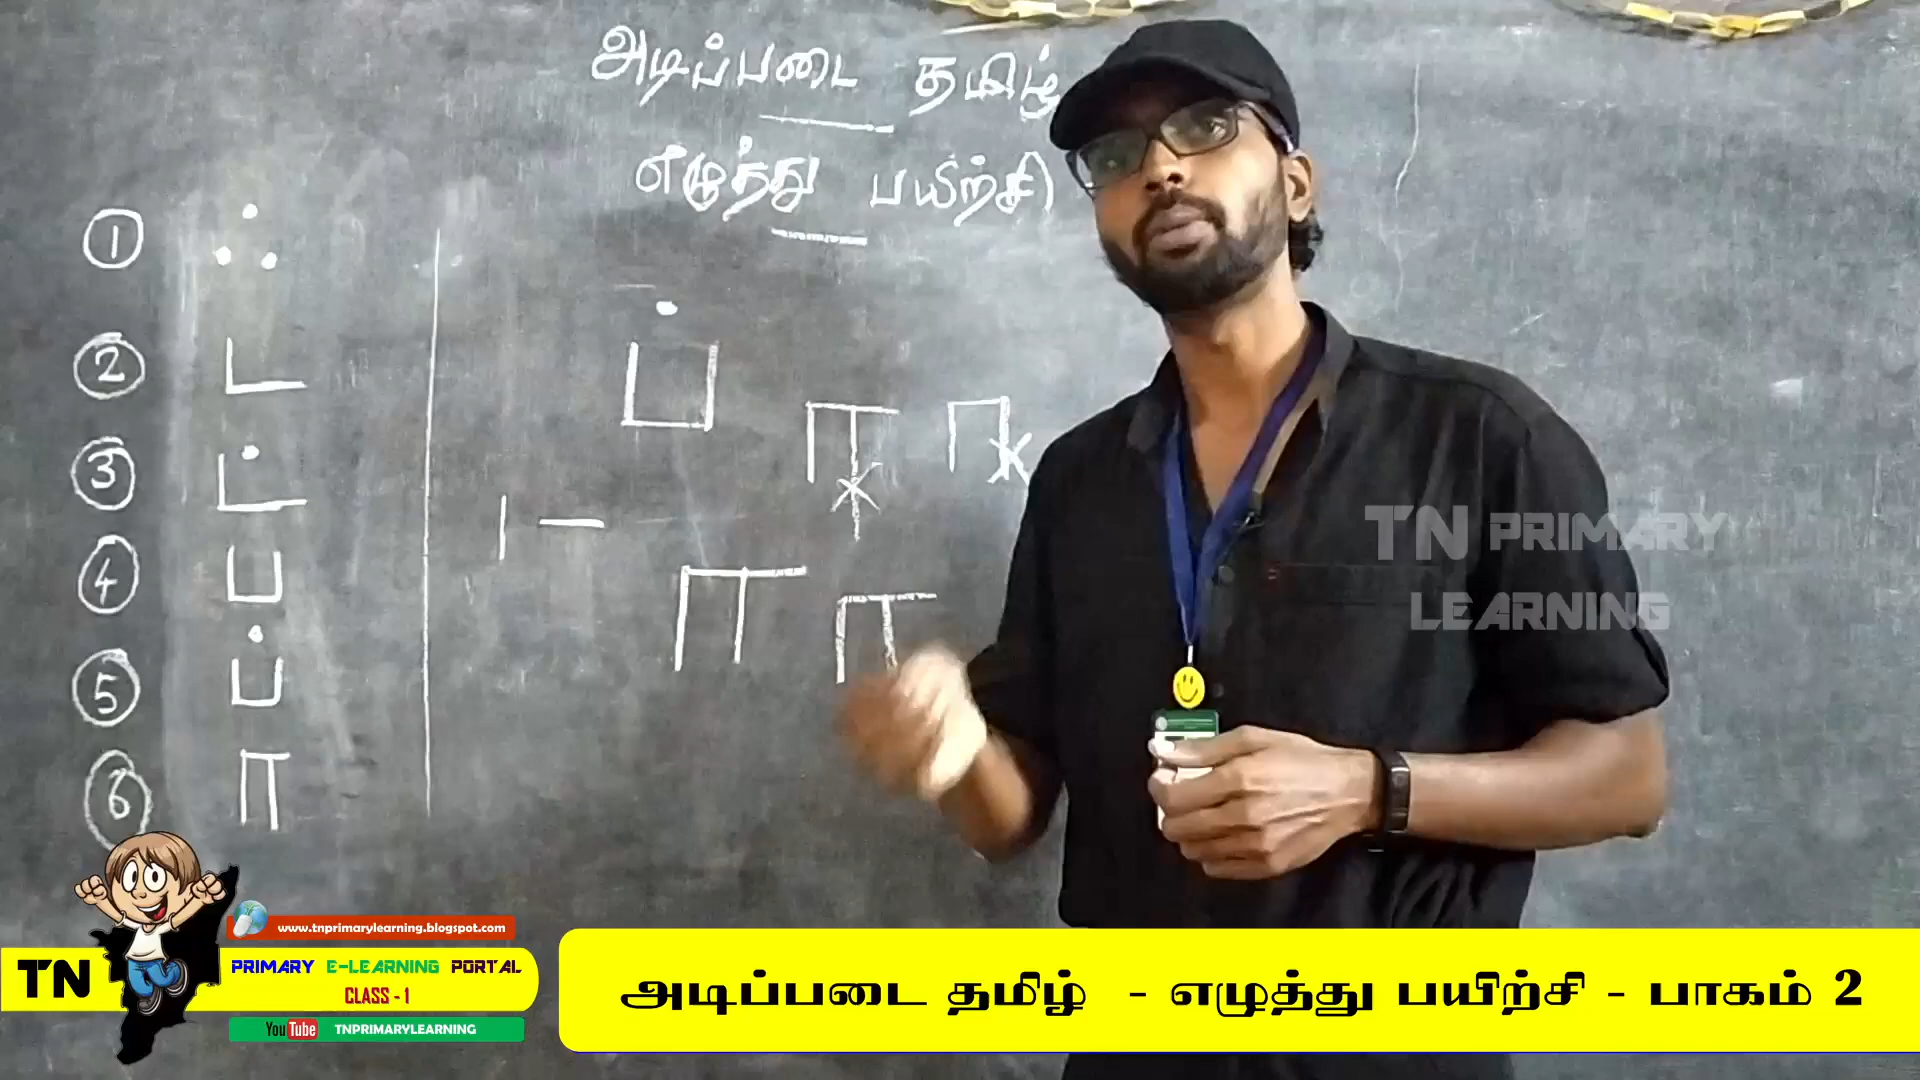 அடிப்படை தமிழ்
எழுத்து பயிற்சி
1 ஃ
2 ட
3 ட்
4 ப
5 ப்
6 ா
ப்
ா
TN PRIMARY
LEARNING
www.tnprimarylearning.blogspot.com
TN PRIMARY E-LEARNING PORTAL
CLASS - 1
YouTube TNPRIMARYLEARNING
அடிப்படை தமிழ் - எழுத்து பயிற்சி - பாகம் 2